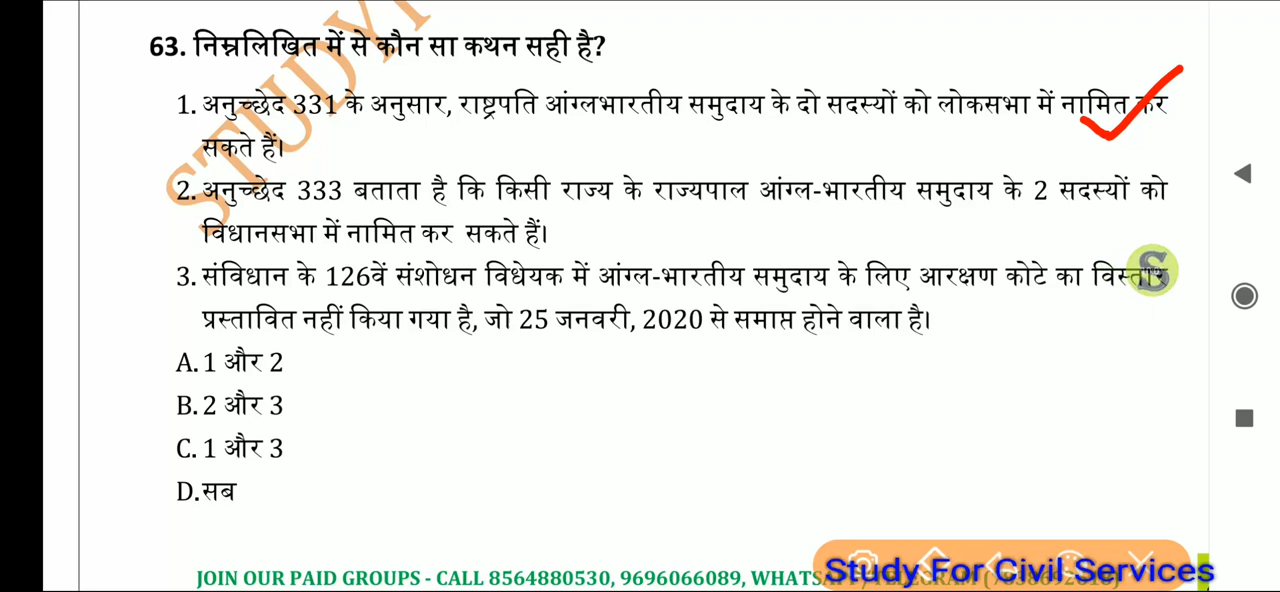 63. निम्नलिखित में से कौन सा कथन सही है?
1. अनुच्छेद 331 के अनुसार, राष्ट्रपति आंग्लभारतीय समुदाय के दो सदस्यों को लोकसभा में नामित कर
सकते हैं।
2. अनुच्छेद 333 बताता है कि किसी राज्य के राज्यपाल आंग्ल-भारतीय समुदाय के 2 सदस्यों को
विधानसभा में नामित कर सकते हैं।
3. संविधान के 126वें संशोधन विधेयक में आंग्ल-भारतीय समुदाय के लिए आरक्षण कोटे का विस्तार
प्रस्तावित नहीं किया गया है, जो 25 जनवरी, 2020 से समाप्त होने वाला है।
A. 1 और 2
B. 2 और 3
C. 1 और 3
D. सब
JOIN OUR PAID GROUPS - CALL 8564880530, 9696066089,
Study For Civil Services